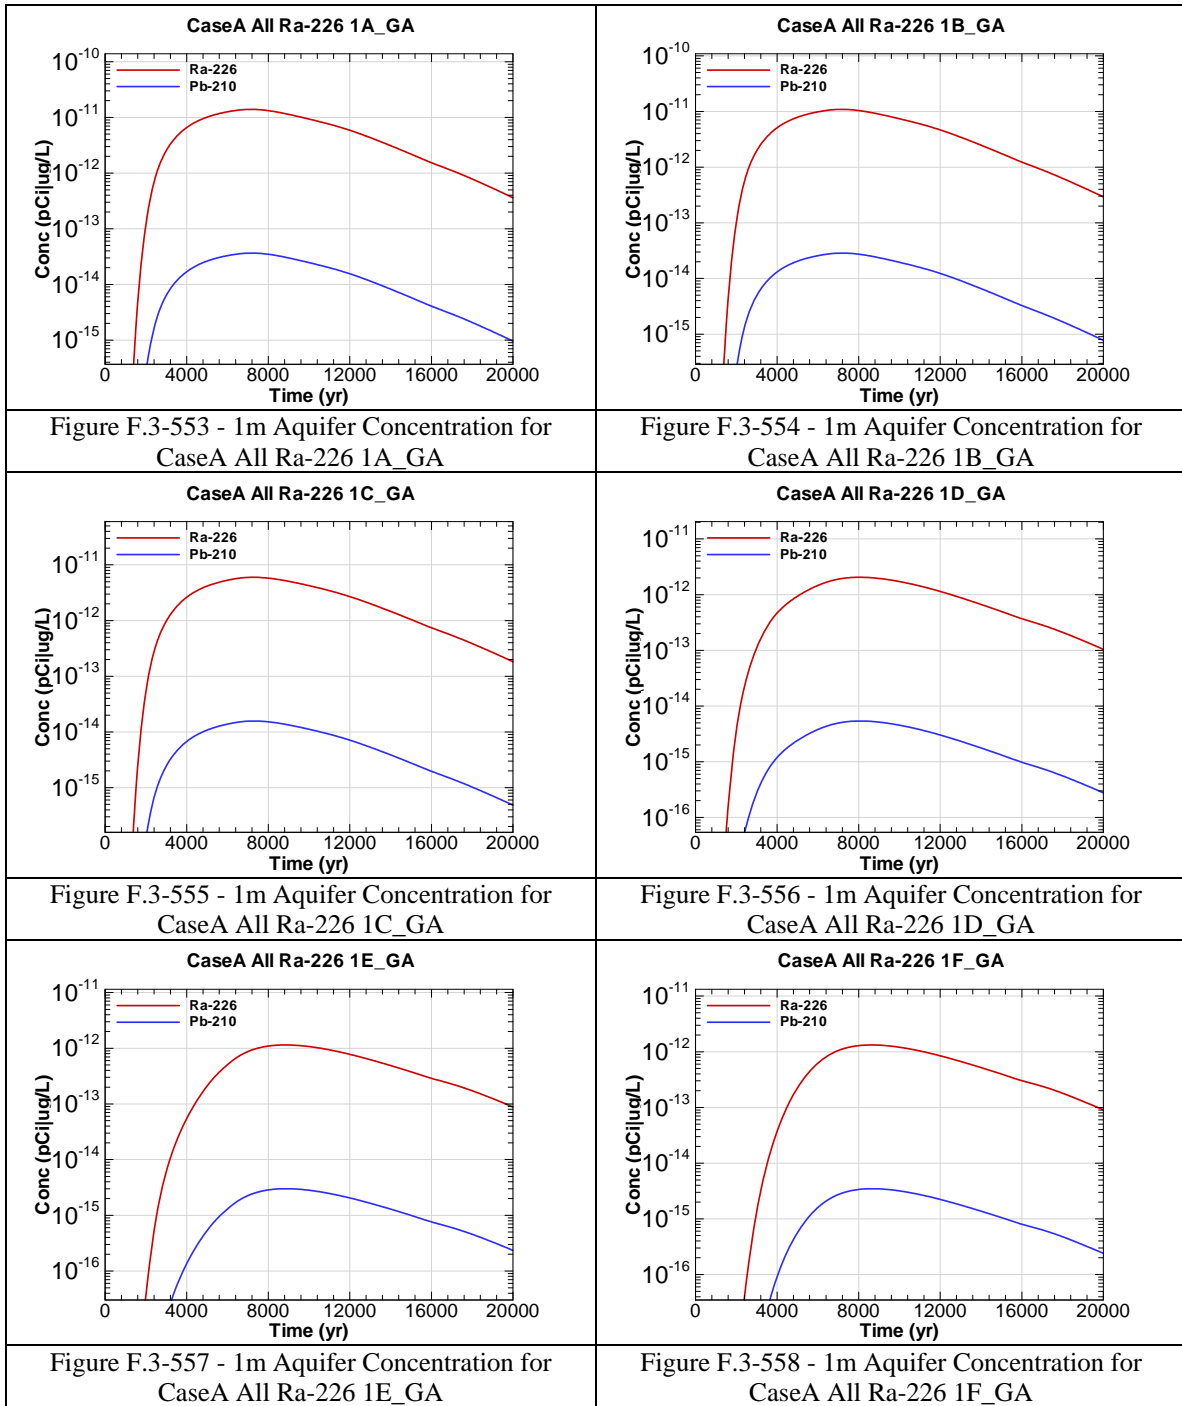 CaseA All Ra-226 1A_GA
Ra-226
Pb-210
Conc (pCi|ug/L)
10-10
10-11
10-12
10-13
10-14
10-15
0 4000 8000 12000 16000 20000
Time (yr)
Figure F.3-553 - 1m Aquifer Concentration for
CaseA All Ra-226 1A_GA
CaseA All Ra-226 1B_GA
Ra-226
Pb-210
Conc (pCi|ug/L)
10-10
10-11
10-12
10-13
10-14
10-15
0 4000 8000 12000 16000 20000
Time (yr)
Figure F.3-554 - 1m Aquifer Concentration for
CaseA All Ra-226 1B_GA
CaseA All Ra-226 1C_GA
Ra-226
Pb-210
Conc (pCi|ug/L)
10-11
10-12
10-13
10-14
10-15
0 4000 8000 12000 16000 20000
Time (yr)
Figure F.3-555 - 1m Aquifer Concentration for
CaseA All Ra-226 1C_GA
CaseA All Ra-226 1D_GA
Ra-226
Pb-210
Conc (pCi|ug/L)
10-11
10-12
10-13
10-14
10-15
10-16
0 4000 8000 12000 16000 20000
Time (yr)
Figure F.3-556 - 1m Aquifer Concentration for
CaseA All Ra-226 1D_GA
CaseA All Ra-226 1E_GA
Ra-226
Pb-210
Conc (pCi|ug/L)
10-11
10-12
10-13
10-14
10-15
10-16
0 4000 8000 12000 16000 20000
Time (yr)
Figure F.3-557 - 1m Aquifer Concentration for
CaseA All Ra-226 1E_GA
CaseA All Ra-226 1F_GA
Ra-226
Pb-210
Conc (pCi|ug/L)
10-11
10-12
10-13
10-14
10-15
10-16
0 4000 8000 12000 16000 20000
Time (yr)
Figure F.3-558 - 1m Aquifer Concentration for
CaseA All Ra-226 1F_GA